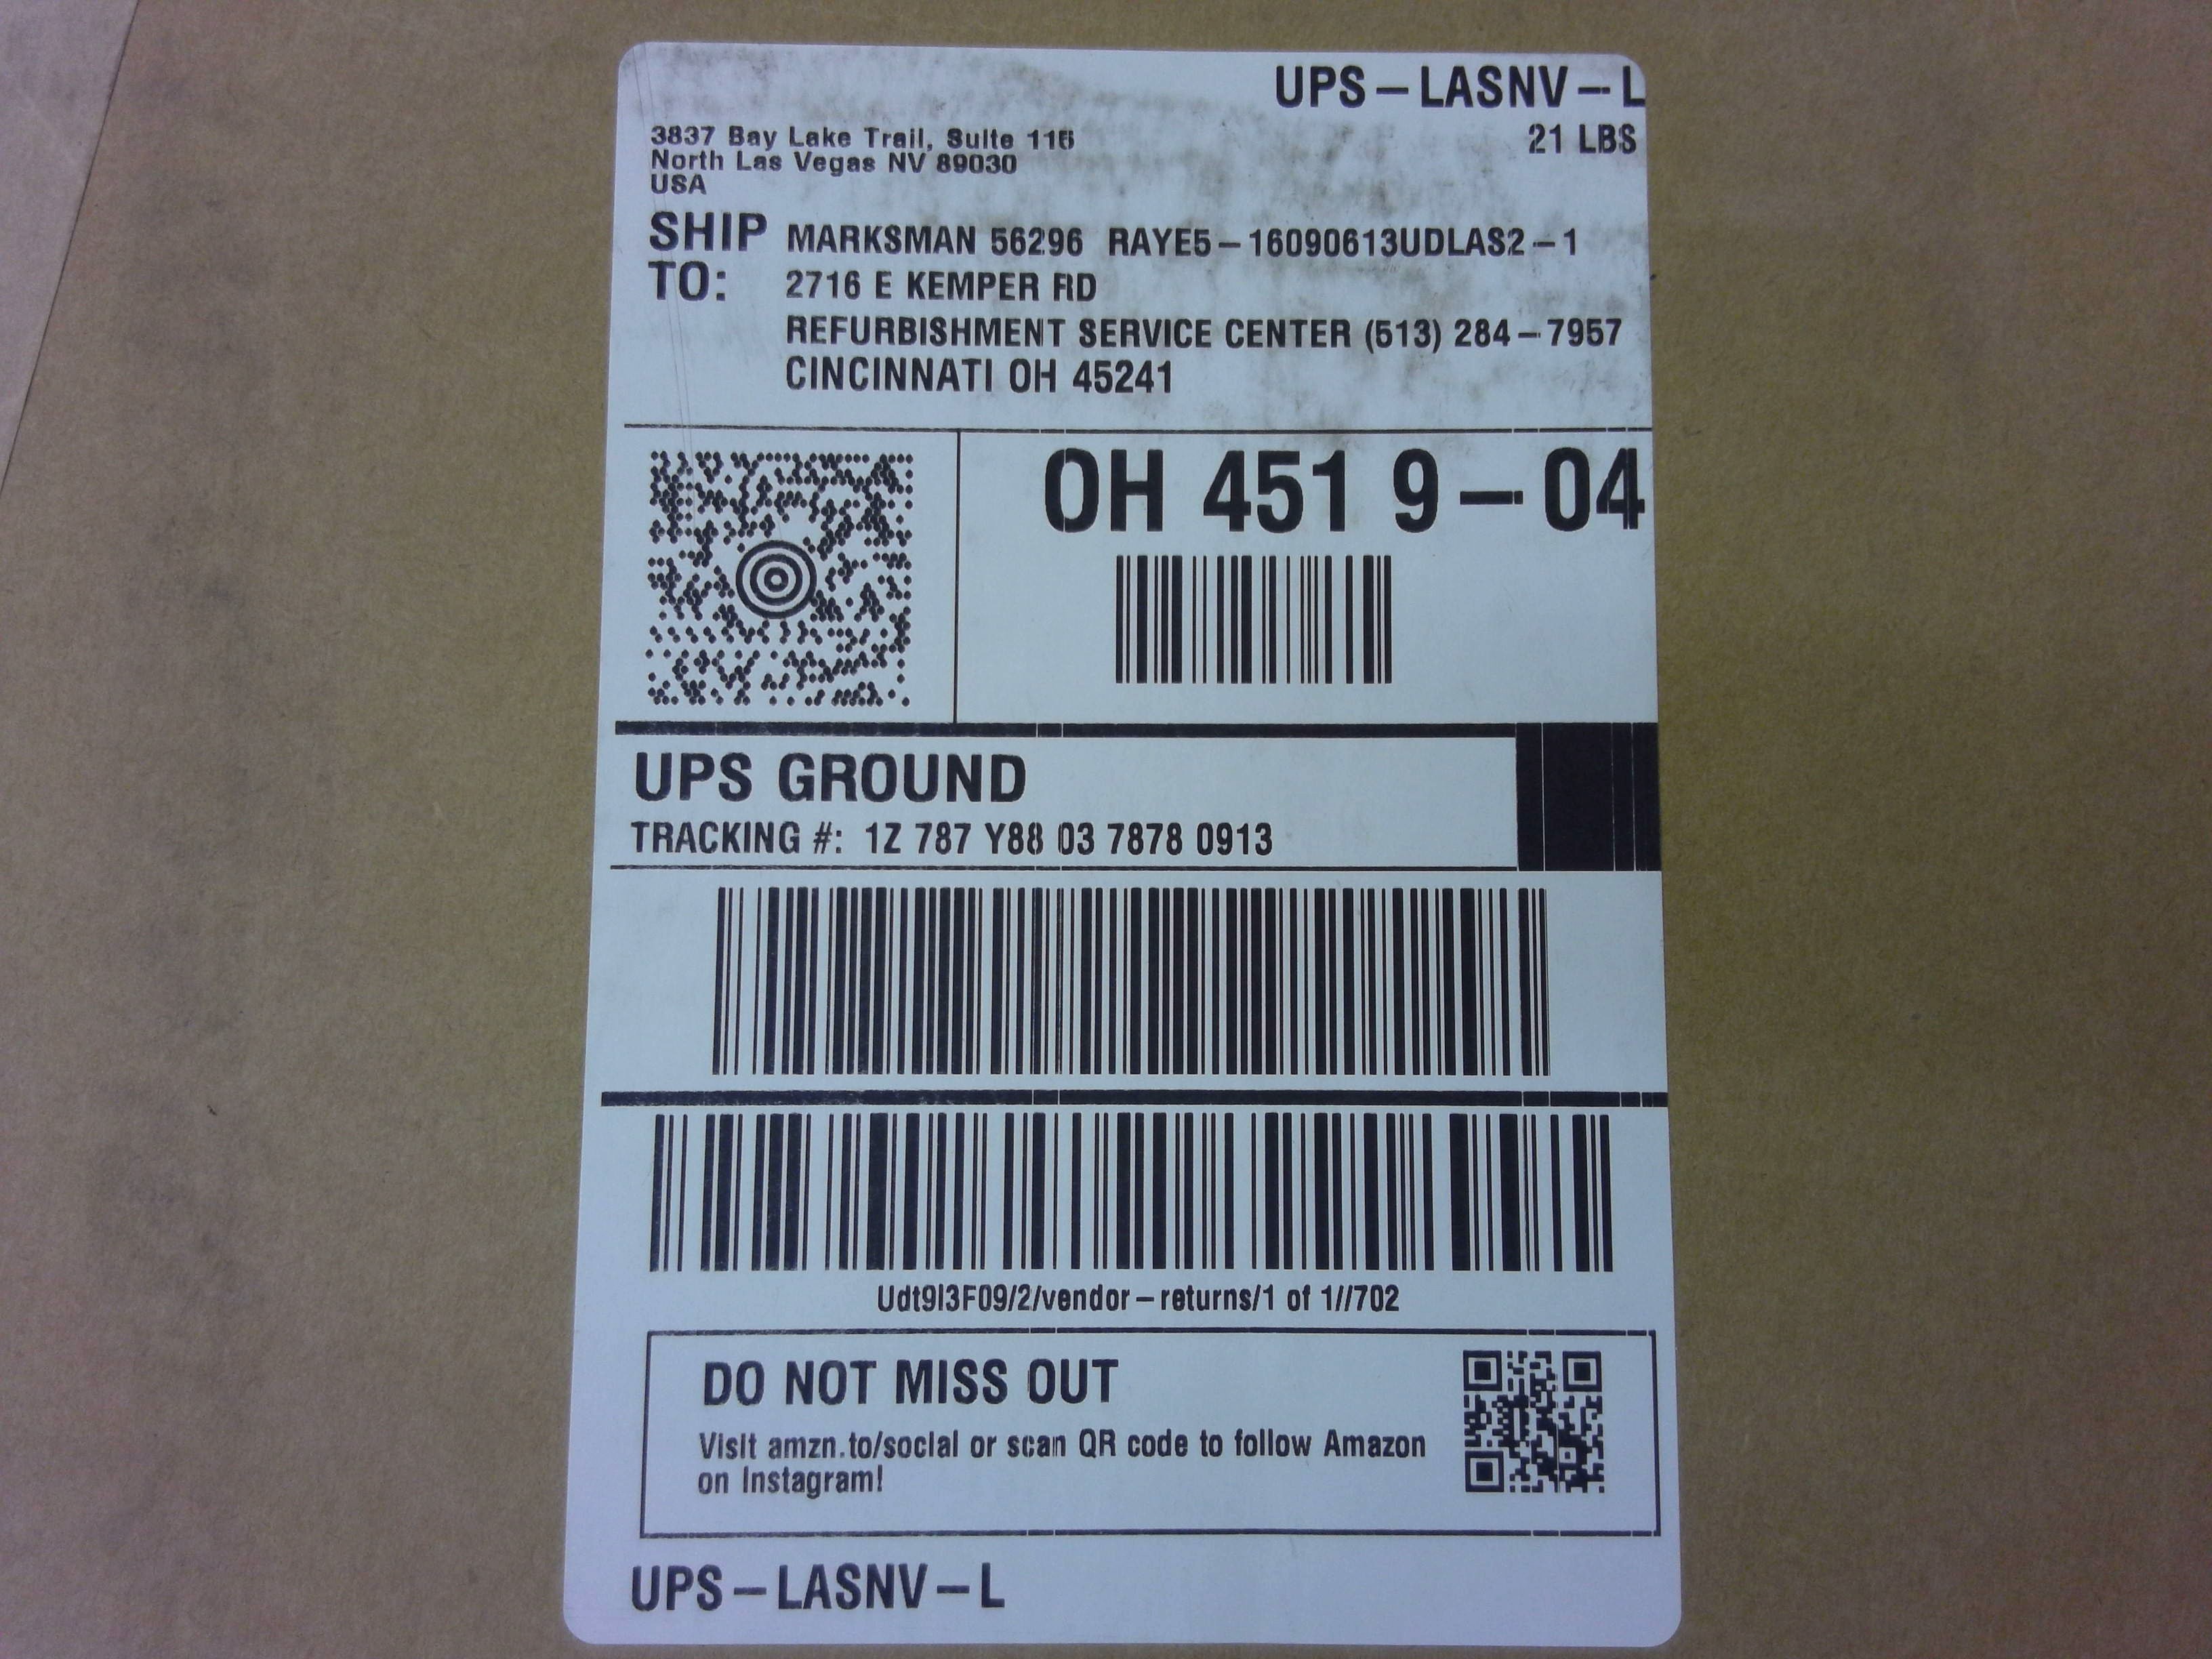 UPS-LASNV-L
21 LBS
3837 Bay Lake Trail, Suite 115
North Las Vegas NV 89030
USA
SHIP TO:
MARKSMAN 56296 RAYE5-16090613UDLAS2-1
2716 E KEMPER RD
REFURBISHMENT SERVICE CENTER (513) 284-7957
CINCINNATI OH 45241
OH 451 9-04
UPS GROUND
TRACKING #: 1Z 787 Y88 03 7878 0913
Udt9l3F09/2/vendor-returns/1 of 1//702
DO NOT MISS OUT
Visit amzn.to/social or scan QR code to follow Amazon
on Instagram!
UPS-LASNV-L